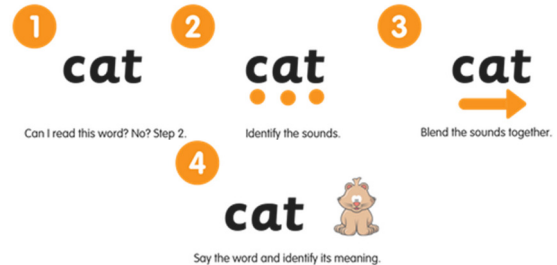 1
cat
Can I read this word? No? Step 2.
2
cat
Identify the sounds.
3
cat
Blend the sounds together.
4
cat
Say the word and identify its meaning.